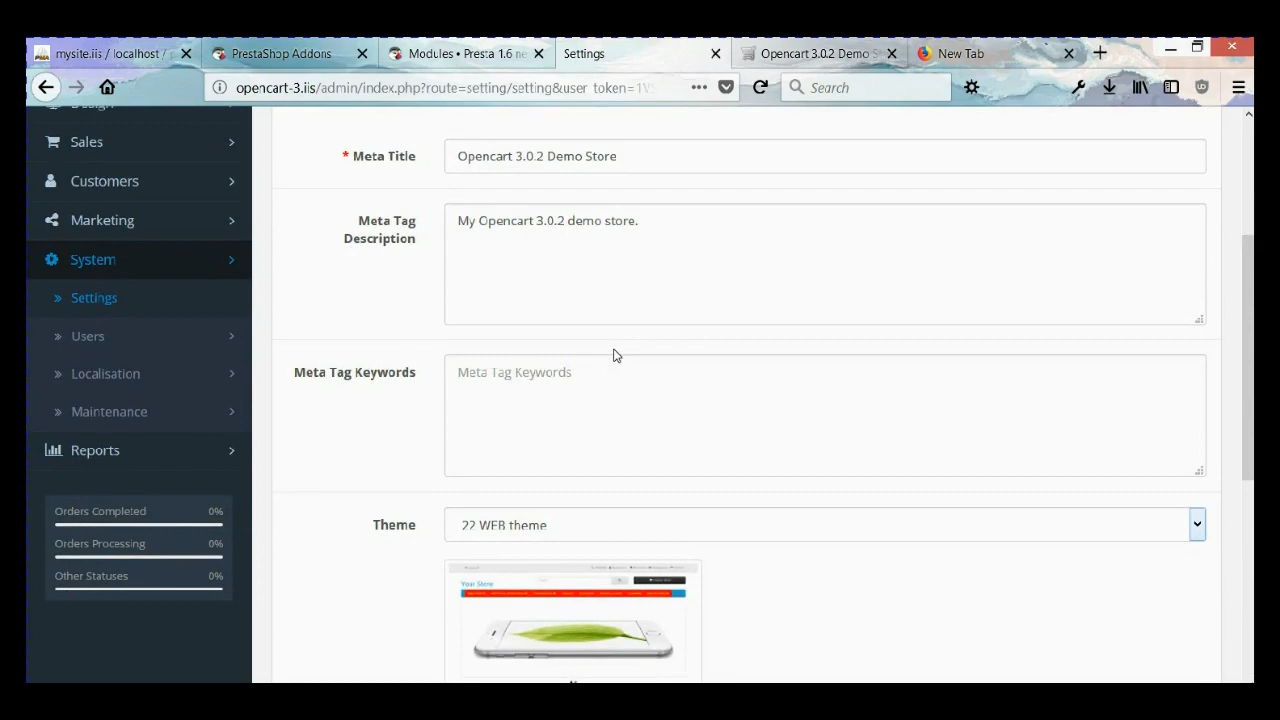 mysite.iis / localhost /
PrestaShop Addons
Modules • Presta 1.6 ne
Settings
Opencart 3.0.2 Demo S
New Tab
opencart-3.iis/admin/index.php?route=setting/setting&user_token=1V
Search
Design
Sales
Customers
Marketing
System
Settings
Users
Localisation
Maintenance
Reports
Orders Completed 0%
Orders Processing 0%
Other Statuses 0%
* Meta Title
Opencart 3.0.2 Demo Store
Meta Tag
Description
My Opencart 3.0.2 demo store.
Meta Tag Keywords
Meta Tag Keywords
Theme
22 WEB theme
Your Store